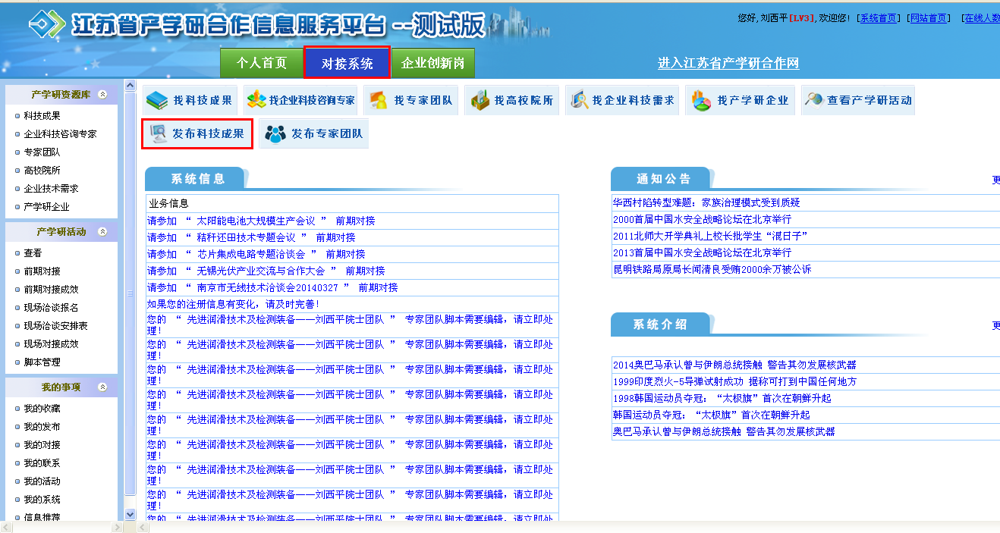 江苏省产学研合作信息服务平台 --测试版
您好,刘西平[LV3],欢迎您! [系统首页] [网站首页] [在线人数
个人首页 对接系统 企业创新岗
进入江苏省产学研合作网
产学研资源库
科技成果
企业科技咨询专家
专家团队
高校院所
企业技术需求
产学研企业
产学研活动
查看
前期对接
前期对接成效
现场洽谈报名
现场洽谈安排表
现场对接成效
脚本管理
我的事项
我的收藏
我的发布
我的对接
我的联系
我的活动
我的系统
信息推荐
我科技成果 我企业科技咨询专家 我专家团队 我高校院所 我企业科技需求 我产学研企业 查看产学研活动
发布科技成果 发布专家团队
系统信息
业务信息
请参加 “ 太阳能电池大规模生产会议 ” 前期对接
请参加 “ 秸秆还田技术专题会议 ” 前期对接
请参加 “ 芯片集成电路专题洽谈会 ” 前期对接
请参加 “ 无锡光伏产业交流与合作大会 ” 前期对接
请参加 “ 南京市无线技术洽谈会20140327 ” 前期对接
如果您的注册信息有变化，请及时完善!
您的 “ 先进润滑技术及检测装备——刘西平院士团队 ” 专家团队脚本需要编辑，请立即处
理!
您的 “ 先进润滑技术及检测装备——刘西平院士团队 ” 专家团队脚本需要编辑，请立即处
理!
您的 “ 先进润滑技术及检测装备——刘西平院士团队 ” 专家团队脚本需要编辑，请立即处
理!
您的 “ 先进润滑技术及检测装备——刘西平院士团队 ” 专家团队脚本需要编辑，请立即处
理!
您的 “ 先进润滑技术及检测装备——刘西平院士团队 ” 专家团队脚本需要编辑，请立即处
理!
您的 “ 先进润滑技术及检测装备——刘西平院士团队 ” 专家团队脚本需要编辑，请立即处
理!
您的 “ 先进润滑技术及检测装备——刘西平院士团队 ” 专家团队脚本需要编辑，请立即处
理!
您的 “ 先进润滑技术及检测装备——刘西平院士团队 ” 专家团队脚本需要编辑，请立即处
理!
您的 “ 先进润滑技术及检测装备——刘西平院士团队 ” 专家团队脚本需要编辑，请立即处
通知公告
更
华西村陷转型难题：家族治理模式受到质疑
2000首届中国水安全战略论坛在北京举行
2011北师大开学典礼上校长批学生“混日子”
2013首届中国水安全战略论坛在北京举行
昆明铁路局原局长闻清良受贿2000余万被公诉
系统介绍
更
2014奥巴马承认曾与伊朗总统接触 警告其勿发展核武器
1999印度烈火-5导弹试射成功 据称可打到中国任何地方
1998韩国运动员夺冠：“太极旗”首次在朝鲜升起
韩国运动员夺冠：“太极旗”首次在朝鲜升起
奥巴马承认曾与伊朗总统接触 警告其勿发展核武器